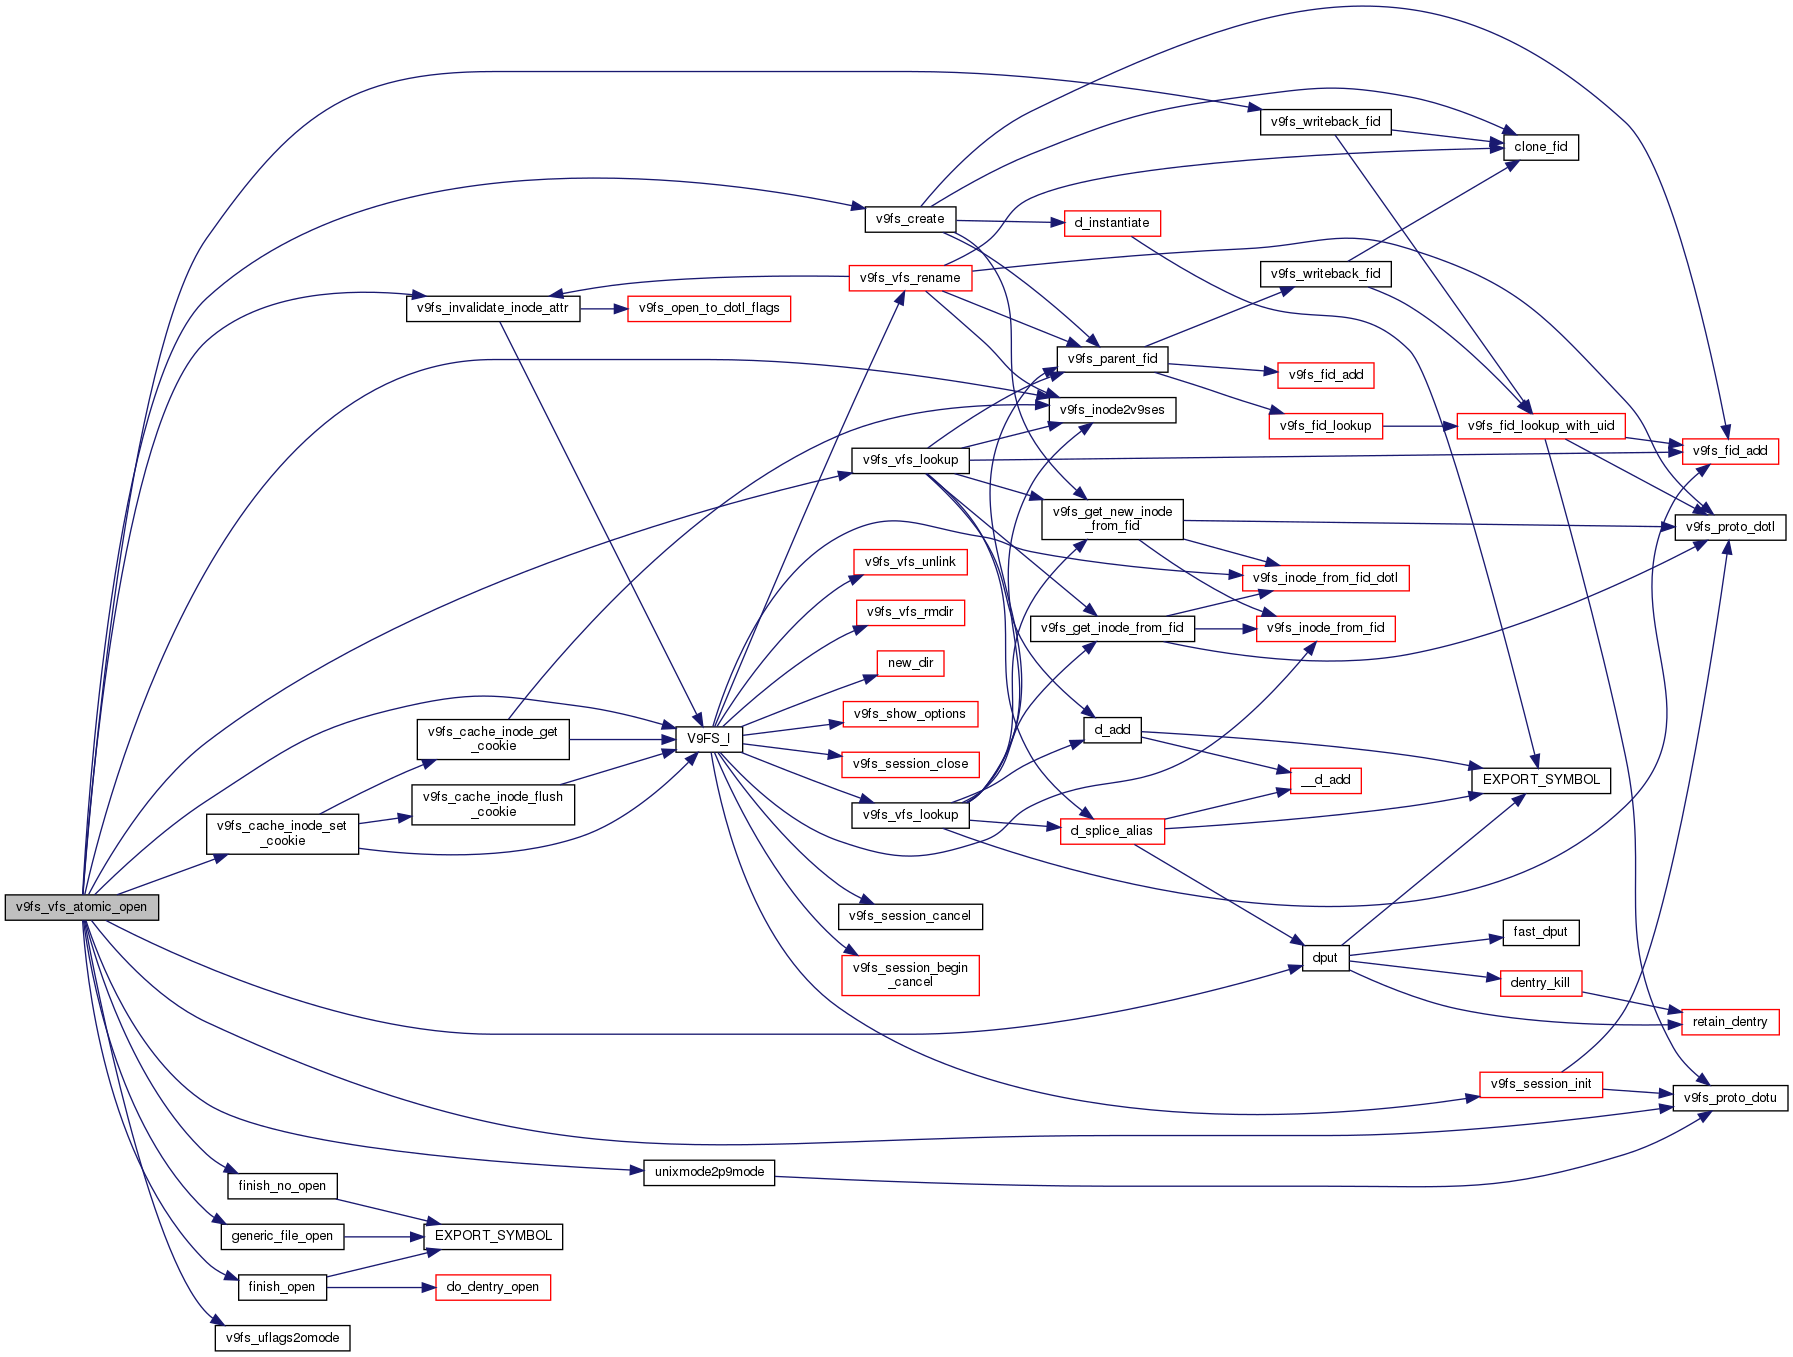 v9fs_writeback_fid
clone_fid
v9fs_create
d_instantiate
v9fs_vfs_rename
v9fs_writeback_fid
v9fs_invalidate_inode_attr
v9fs_open_to_dotl_flags
v9fs_parent_fid
v9fs_fid_add
v9fs_inode2v9ses
v9fs_fid_lookup
v9fs_fid_lookup_with_uid
v9fs_fid_add
v9fs_vfs_lookup
v9fs_get_new_inode
_from_fid
v9fs_proto_dotl
v9fs_vfs_unlink
v9fs_inode_from_fid_dotl
v9fs_vfs_rmdir
v9fs_get_inode_from_fid
v9fs_inode_from_fid
new_dir
v9fs_show_options
v9fs_cache_inode_get
_cookie
V9FS_I
d_add
v9fs_session_close
__d_add
EXPORT_SYMBOL
v9fs_cache_inode_flush
_cookie
v9fs_vfs_lookup
v9fs_cache_inode_set
_cookie
d_splice_alias
v9fs_vfs_atomic_open
v9fs_session_cancel
fast_dput
dput
v9fs_session_begin
_cancel
dentry_kill
retain_dentry
v9fs_session_init
v9fs_proto_dotu
unixmode2p9mode
finish_no_open
generic_file_open
EXPORT_SYMBOL
finish_open
do_dentry_open
v9fs_uflags2omode